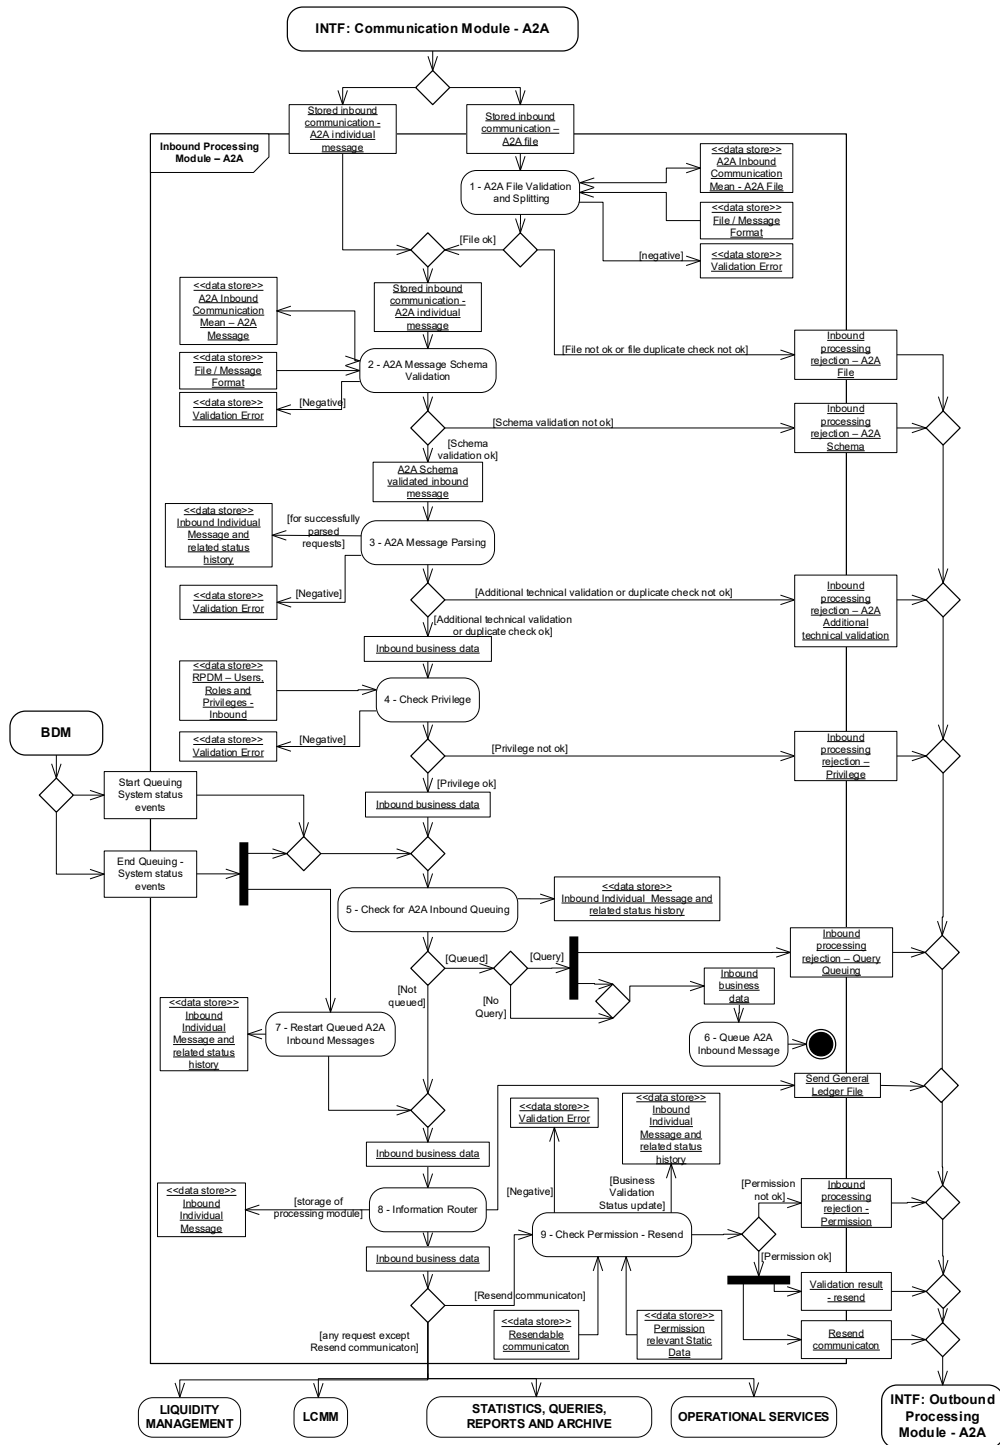 INTF: Communication Module - A2A
Stored inbound
communication -
A2A individual
message
Stored inbound
communication –
A2A file
Inbound Processing
Module – A2A
1 - A2A File Validation
and Splitting
<<data store>>
A2A Inbound
Communication
Mean - A2A File
<<data store>>
File / Message
Format
<<data store>>
Validation Error
[negative]
[File ok]
Stored inbound
communication -
A2A individual
message
<<data store>>
A2A Inbound
Communication
Mean – A2A
Message
<<data store>>
File / Message
Format
<<data store>>
Validation Error
[Negative]
2 - A2A Message Schema
Validation
[File not ok or file duplicate check not ok]
Inbound
processing
rejection – A2A
File
[Schema validation not ok]
Inbound
processing
rejection – A2A
Schema
[Schema
validation ok]
A2A Schema
validated inbound
message
<<data store>>
Inbound Individual
Message and
related status
history
[for successfully
parsed
requests]
3 - A2A Message Parsing
[Negative]
<<data store>>
Validation Error
[Additional technical validation or duplicate check not ok]
Inbound
processing
rejection – A2A
Additional
technical validation
[Additional technical validation
or duplicate check ok]
Inbound business data
<<data store>>
RPDM – Users,
Roles and
Privileges -
Inbound
4 - Check Privilege
[Negative]
<<data store>>
Validation Error
[Privilege not ok]
Inbound
processing
rejection –
Privilege
[Privilege ok]
Inbound business data
BDM
Start Queuing
System status
events
End Queuing -
System status
events
5 - Check for A2A Inbound Queuing
<<data store>>
Inbound Individual Message and
related status history
[Queued]
[Query]
[Not
queued]
[No
Query]
Inbound
processing
rejection – Query
Queuing
Inbound
business
data
6 – Queue A2A
Inbound Message
<<data store>>
Inbound
Individual
Message and
related status
history
7 - Restart Queued A2A
Inbound Messages
Send General
Ledger File
<<data store>>
Validation Error
<<data store>>
Inbound
Individual
Message and
related status
history
Inbound business data
<<data store>>
Inbound
Individual
Message
[storage of
processing module]
8 - Information Router
[Negative]
[Business
Validation
Status update]
9 - Check Permission - Resend
[Permission
not ok]
Inbound
processing
rejection -
Permission
[Permission ok]
Inbound business data
[Resend communicaton]
Validation result
- resend
[any request except
Resend communicaton]
<<data store>>
Resendable
communicaton
<<data store>>
Permission
relevant Static
Data
Resend
communicaton
LIQUIDITY
MANAGEMENT
LCMM
STATISTICS, QUERIES,
REPORTS AND ARCHIVE
OPERATIONAL SERVICES
INTF: Outbound
Processing
Module - A2A